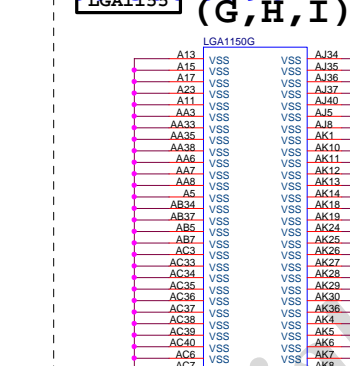 LGA1155
(G,H,I)
LGA1150G
A13 VSS VSS AJ34
A15 VSS VSS AJ35
A17 VSS VSS AJ36
A23 VSS VSS AJ37
A11 VSS VSS AJ40
AA3 VSS VSS AJ5
AA33 VSS VSS AJ8
AA35 VSS VSS AK1
AA38 VSS VSS AK10
AA6 VSS VSS AK11
AA7 VSS VSS AK12
AA8 VSS VSS AK13
A5 VSS VSS AK14
AB34 VSS VSS AK18
AB37 VSS VSS AK19
AB5 VSS VSS AK24
AB7 VSS VSS AK25
AC3 VSS VSS AK26
AC33 VSS VSS AK27
AC34 VSS VSS AK28
AC35 VSS VSS AK29
AC36 VSS VSS AK30
AC37 VSS VSS AK36
AC38 VSS VSS AK4
AC39 VSS VSS AK5
AC40 VSS VSS AK6
AC6 VSS VSS AK7
AC7 VSS VSS AK8